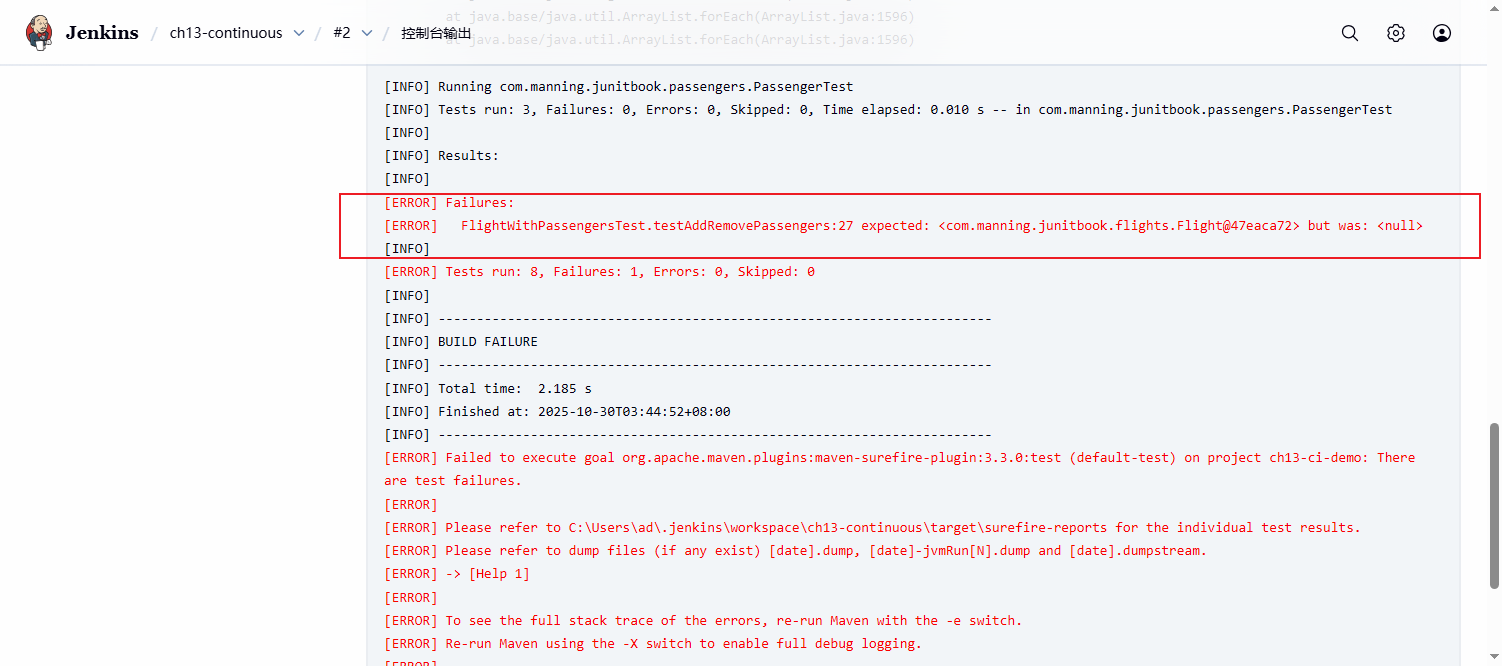 at java.base/java.util.ArrayList.forEach(ArrayList.java:1596)
Jenkins / ch13-continuous / #2 / 控制台输出
at java.base/java.util.ArrayList.forEach(ArrayList.java:1596)
[INFO] Running com.manning.junitbook.passengers.PassengerTest
[INFO] Tests run: 3, Failures: 0, Errors: 0, Skipped: 0, Time elapsed: 0.010 s -- in com.manning.junitbook.passengers.PassengerTest
[INFO]
[INFO] Results:
[INFO]
[ERROR] Failures:
[ERROR]   FlightWithPassengersTest.testAddRemovePassengers:27 expected: <com.manning.junitbook.flights.Flight@47eaca72> but was: <null>
[INFO]
[ERROR] Tests run: 8, Failures: 1, Errors: 0, Skipped: 0
[INFO]
[INFO] ------------------------------------------------------------------------
[INFO] BUILD FAILURE
[INFO] ------------------------------------------------------------------------
[INFO] Total time:  2.185 s
[INFO] Finished at: 2025-10-30T03:44:52+08:00
[INFO] ------------------------------------------------------------------------
[ERROR] Failed to execute goal org.apache.maven.plugins:maven-surefire-plugin:3.3.0:test (default-test) on project ch13-ci-demo: There
are test failures.
[ERROR]
[ERROR] Please refer to C:\Users\ad\.jenkins\workspace\ch13-continuous\target\surefire-reports for the individual test results.
[ERROR] Please refer to dump files (if any exist) [date].dump, [date]-jvmRun[N].dump and [date].dumpstream.
[ERROR] -> [Help 1]
[ERROR]
[ERROR] To see the full stack trace of the errors, re-run Maven with the -e switch.
[ERROR] Re-run Maven using the -X switch to enable full debug logging.
[ERROR]